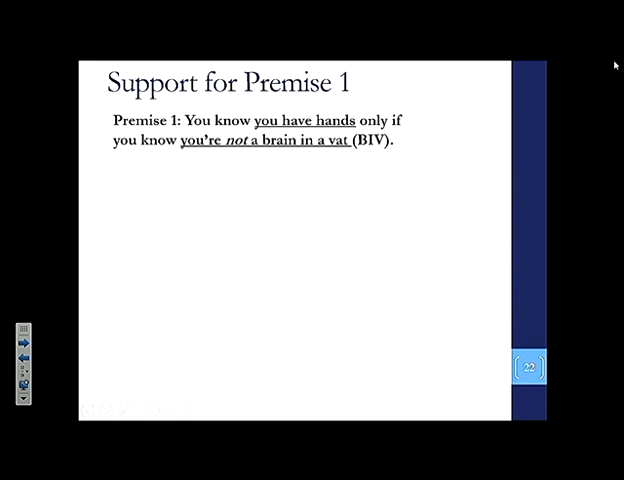 Support for Premise 1
Premise 1: You know you have hands only if
you know you're not a brain in a vat (BIV).
22